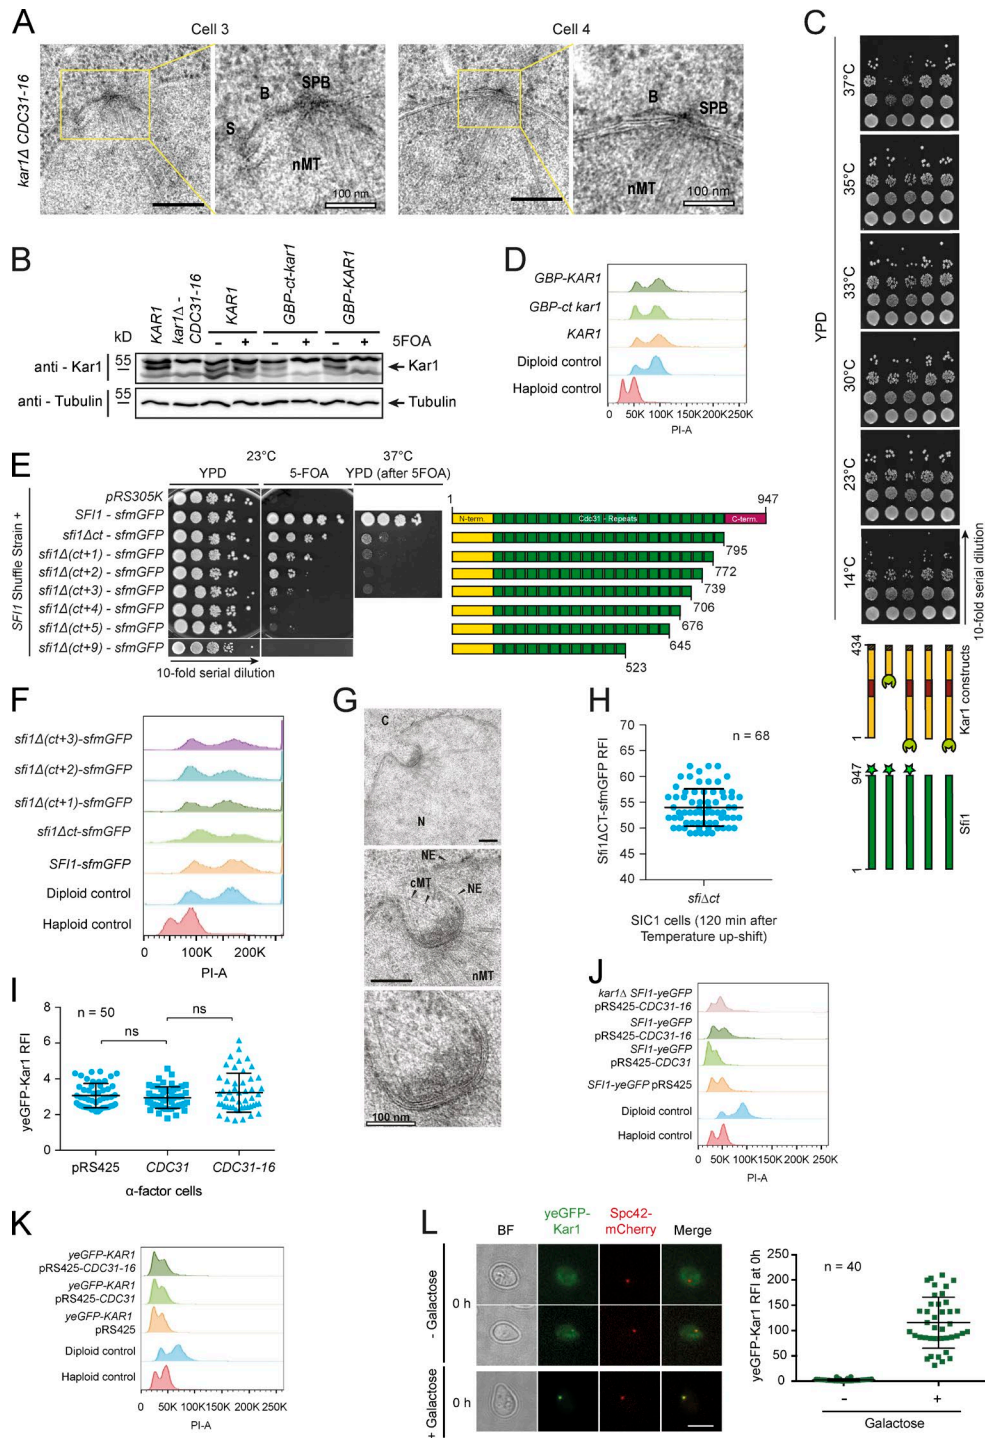 A
Cell 3
Cell 4
kar1Δ CDC31-16
B
SPB
S
nMT
100 nm
B
SPB
nMT
100 nm
B
KAR1
kar1Δ - CDC31-16
KAR1
GBP-ct-kar1
GBP-KAR1
kD
- + - + - + 5FOA
anti - Kar1
55
Kar1
anti - Tubulin
55
Tubulin
C
YPD
37°C
35°C
33°C
30°C
23°C
14°C
10-fold serial dilution
434
1
Kar1 constructs
947
1
Sfi1
D
GBP-KAR1
GBP-ct kar1
KAR1
Diploid control
Haploid control
0 50K 100K 150K 200K 250K
PI-A
E
23°C
37°C
YPD
5-FOA
YPD (after 5FOA)
SFI1 Shuffle Strain +
pRS305K
SFI1 - sfmGFP
sfi1Δct - sfmGFP
sfi1Δ(ct+1) - sfmGFP
sfi1Δ(ct+2) - sfmGFP
sfi1Δ(ct+3) - sfmGFP
sfi1Δ(ct+4) - sfmGFP
sfi1Δ(ct+5) - sfmGFP
sfi1Δ(ct+9) - sfmGFP
10-fold serial dilution
1
947
N-term.
Cdc31 - Repeats
C-term.
795
772
739
706
676
645
523
F
sfi1Δ(ct+3)-sfmGFP
sfi1Δ(ct+2)-sfmGFP
sfi1Δ(ct+1)-sfmGFP
sfi1Δct-sfmGFP
SFI1-sfmGFP
Diploid control
Haploid control
0 100K 200K
PI-A
G
C
N
NE
cMT
NE
nMT
100 nm
H
Sfi1ΔCT-sfmGFP RFI
65
60
55
50
45
40
n = 68
sfiΔct
SIC1 cells (120 min after
Temperature up-shift)
I
yeGFP-Kar1 RFI
8
6
4
2
0
n = 50
ns
ns
pRS425
CDC31
CDC31-16
α-factor cells
J
kar1Δ SFI1-yeGFP
pRS425-CDC31-16
SFI1-yeGFP
pRS425-CDC31-16
SFI1-yeGFP
pRS425-CDC31
SFI1-yeGFP pRS425
Diploid control
Haploid control
0 50K 100K 150K 200K 250K
PI-A
K
yeGFP-KAR1
pRS425-CDC31-16
yeGFP-KAR1
pRS425-CDC31
yeGFP-KAR1
pRS425
Diploid control
Haploid control
0 50K 100K 150K 200K 250K
PI-A
L
BF
yeGFP-
Kar1
Spc42-
mCherry
Merge
0 h
- Galactose
0 h
+ Galactose
yeGFP-Kar1 RFI at 0h
250
200
150
100
50
0
n = 40
- +
Galactose